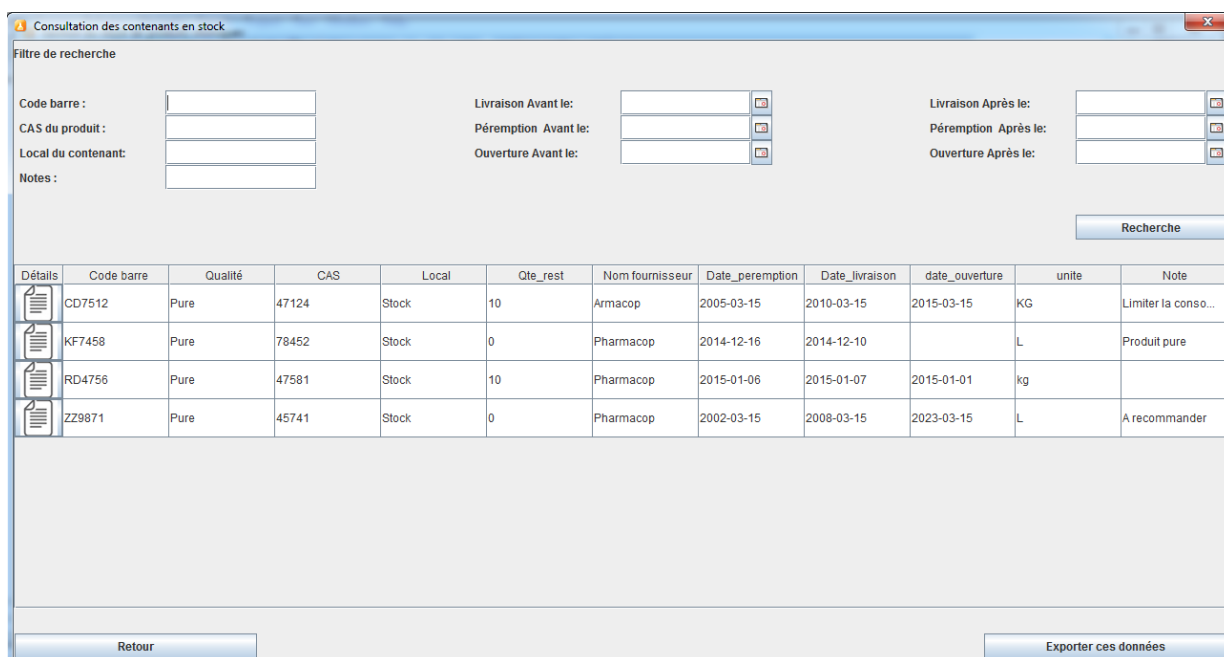 Consultation des contenants en stock
Filtre de recherche
Code barre : Livraison Avant le: Livraison Après le:
CAS du produit : Péremption Avant le: Péremption Après le:
Local du contenant: Ouverture Avant le: Ouverture Après le:
Notes :
Recherche
Détails Code barre Qualité CAS Local Qte_rest Nom fournisseur Date_peremption Date_livraison date_ouverture unite Note
CD7512 Pure 47124 Stock 10 Armacop 2005-03-15 2010-03-15 2015-03-15 KG Limiter la conso...
KF7458 Pure 78452 Stock 0 Pharmacop 2014-12-16 2014-12-10 L Produit pure
RD4756 Pure 47581 Stock 10 Pharmacop 2015-01-06 2015-01-07 2015-01-01 kg
ZZ9871 Pure 45741 Stock 0 Pharmacop 2002-03-15 2008-03-15 2023-03-15 L A recommander
Retour Exporter ces données